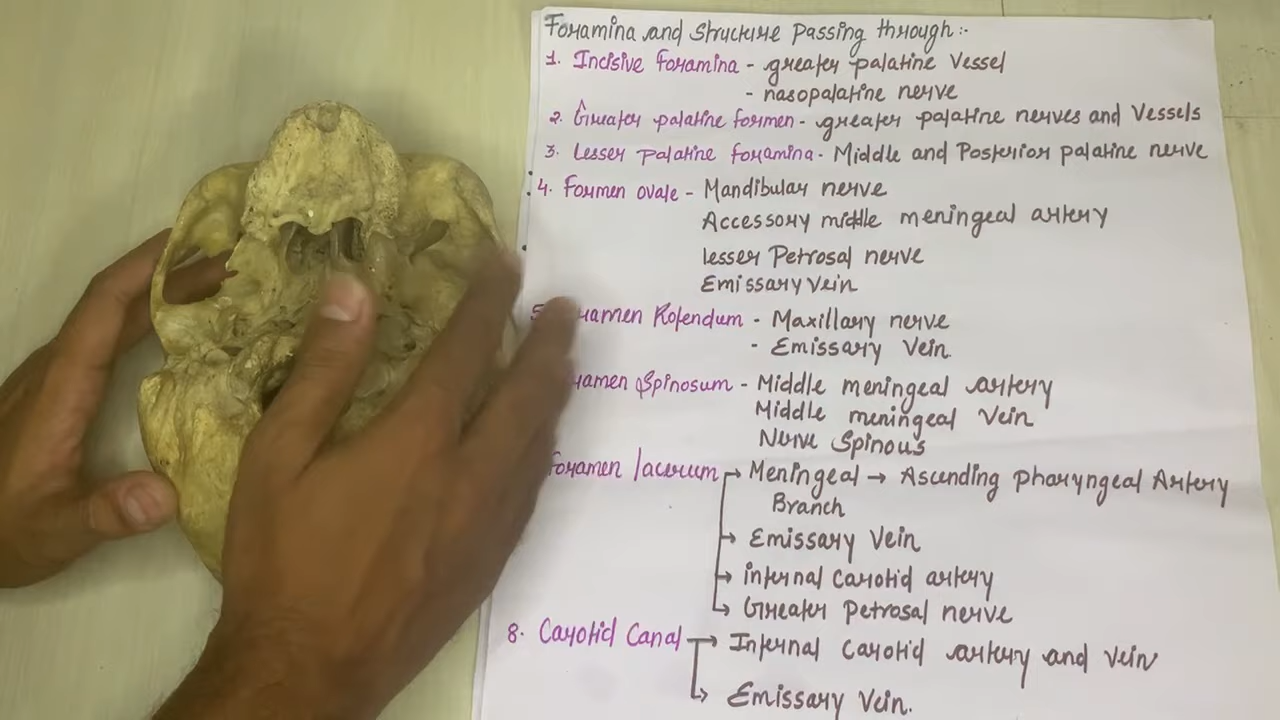 Foramina and Structure Passing through:-
1. Incisive foramina - greater palatine Vessel
- nasopalatine nerve
2. Greater palatine formen - greater palatine nerves and Vessels
3. Lesser palatine foramina - Middle and Posterior palatine nerve
4. Formen ovale - Mandibular nerve
Accessory middle meningeal artery
lesser Petrosal nerve
Emissary Vein
5. ramen Rotendum - Maxillary nerve
- Emissary Vein
ramen Spinosum - Middle meningeal artery
Middle meningeal Vein
Nerve Spinous
foramen lacerum → Meningeal → Ascending pharyngeal Artery
Branch
→ Emissary Vein
→ internal Carotid artery
→ Greater Petrosal nerve
8. Carotid Canal → Internal Carotid artery and Vein
→ Emissary Vein.